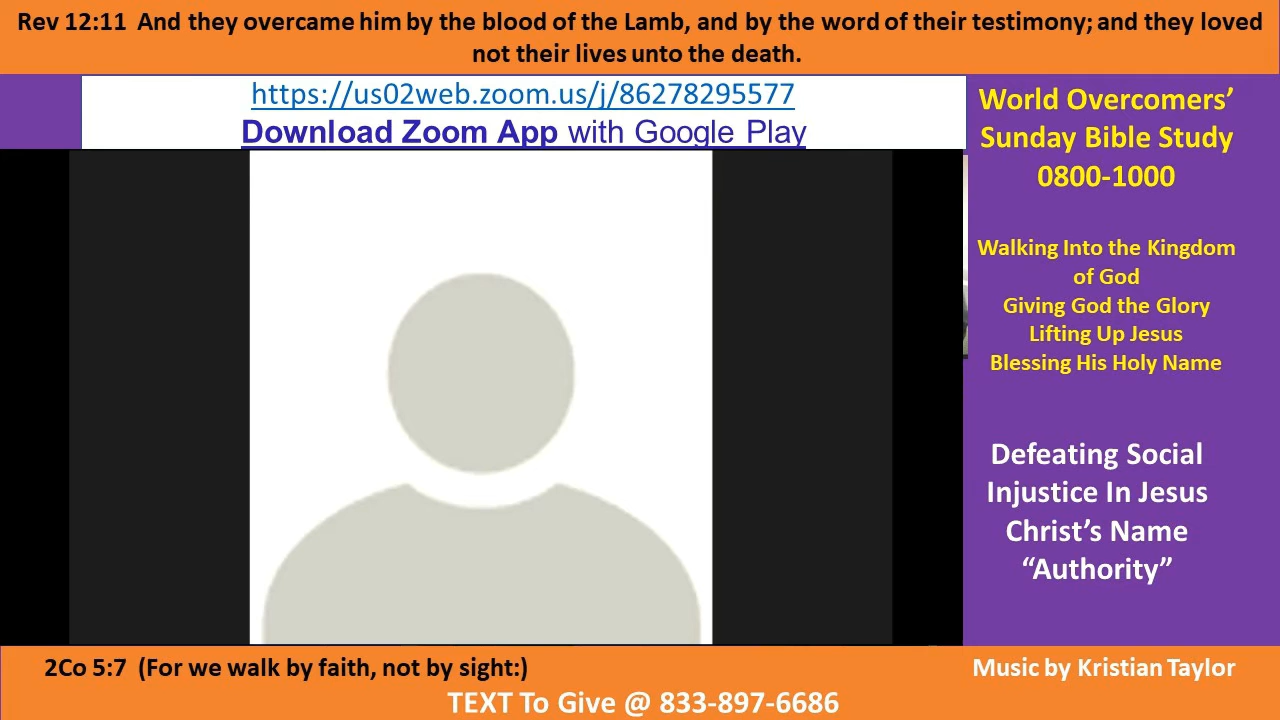 Rev 12:11 And they overcame him by the blood of the Lamb, and by the word of their testimony; and they loved
not their lives unto the death.
https://us02web.zoom.us/j/86278295577
Download Zoom App with Google Play
World Overcomers’
Sunday Bible Study
0800-1000
Walking Into the Kingdom
of God
Giving God the Glory
Lifting Up Jesus
Blessing His Holy Name
Defeating Social
Injustice In Jesus
Christ’s Name
“Authority”
2Co 5:7 (For we walk by faith, not by sight:)
Music by Kristian Taylor
TEXT To Give @ 833-897-6686